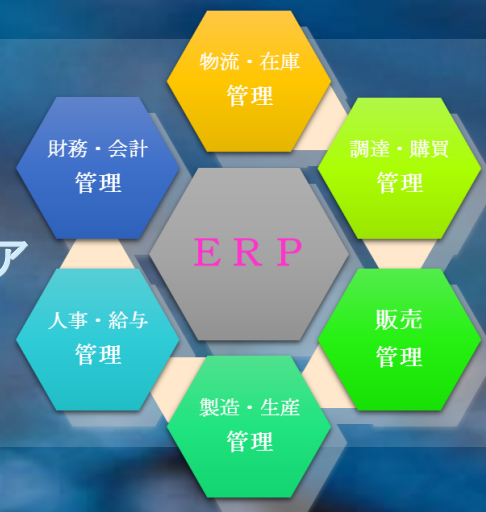 物流・在庫
管理
財務・会計
管理
調達・購買
管理
ERP
ア
人事・給与
管理
販売
管理
製造・生産
管理